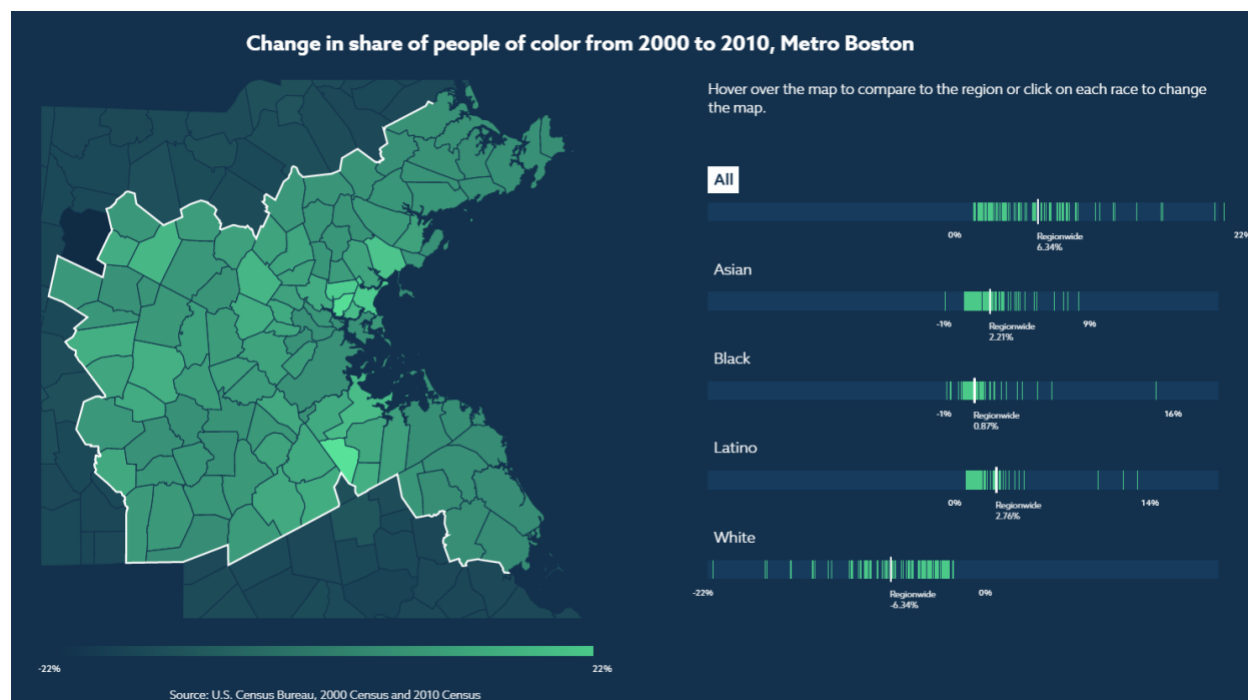 Change in share of people of color from 2000 to 2010, Metro Boston
Hover over the map to compare to the region or click on each race to change
the map.
All
0%
Regionwide
6.34%
22%
Asian
-1%
Regionwide
2.21%
9%
Black
-1%
Regionwide
0.87%
16%
Latino
0%
Regionwide
2.76%
14%
White
-22%
Regionwide
-6.34%
0%
-22%
22%
Source: U.S. Census Bureau, 2000 Census and 2010 Census